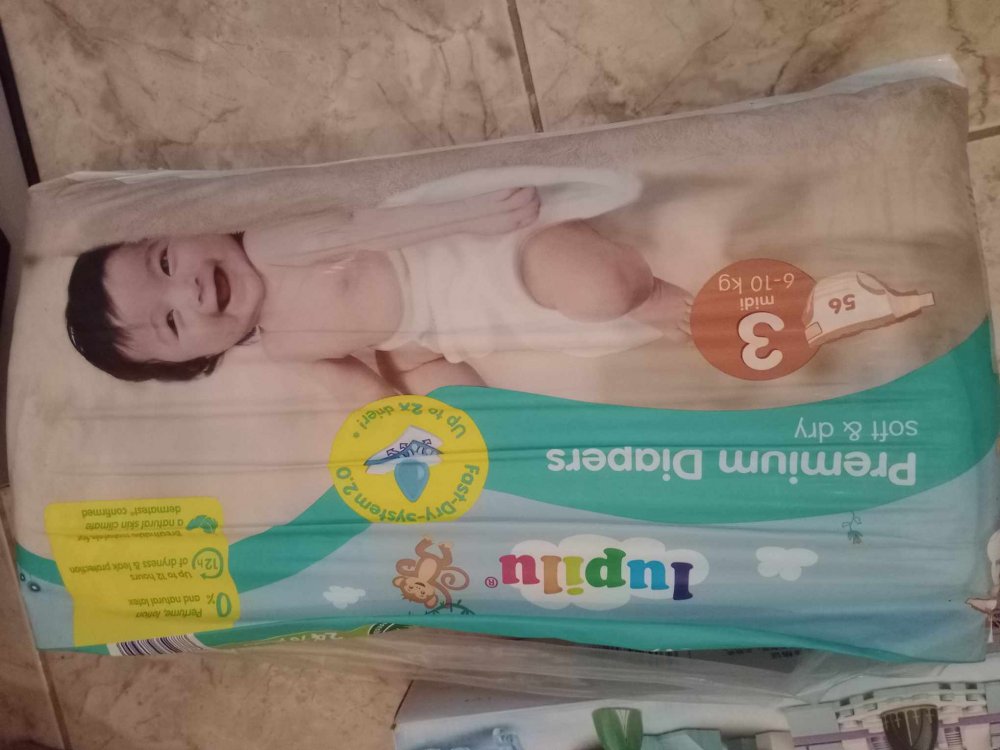 lupilu®
Premium Diapers
soft & dry
3
midi
6-10 kg
56
Fast-Dry-System 2.0
Up to 2x drier! *
0%
Perfume, lotion
and natural latex
12h
Up to 12 hours
of dryness & leak protection
Breathable materials for
a natural skin climate
dermatest® confirmed